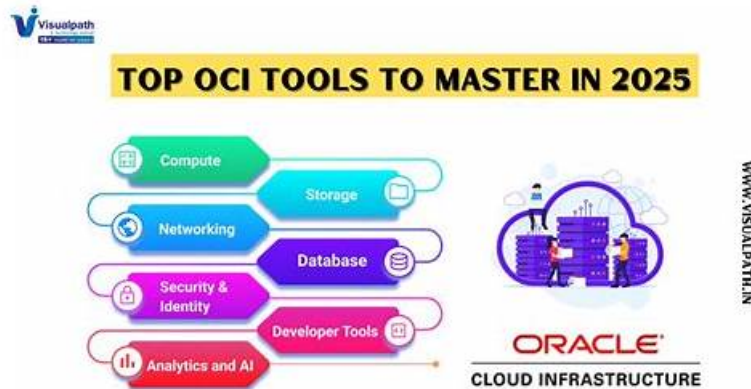 Visualpath
TOP OCI TOOLS TO MASTER IN 2025
Compute
Storage
Networking
Database
Security &
Identity
Developer Tools
Analytics and AI
ORACLE
CLOUD INFRASTRUCTURE
WWW.VISUALPATH.IN